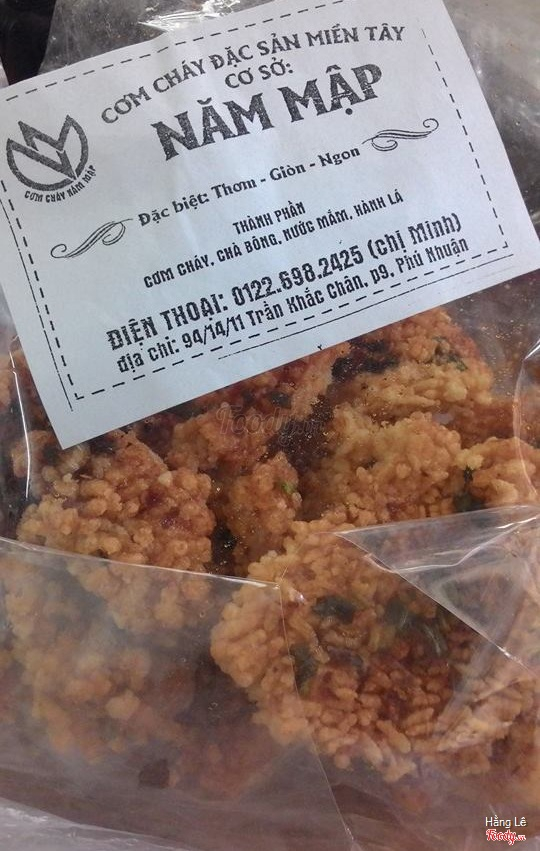 CƠM CHÁY ĐẶC SẢN MIỀN TÂY
CƠ SỞ:
NĂM MẬP
CƠM CHÁY NĂM MẬP
Đặc biệt: Thơm - Giòn - Ngon
THÀNH PHẦN
CƠM CHÁY, CHÀ BÔNG, NƯỚC MẮM, HÀNH LÁ
ĐIỆN THOẠI: 0122.698.2425 (chị Minh)
địa chỉ: 94/14/11 Trần Khắc Chân, p9, Phú Nhuận
Foody.vn
Hằng Lê
Foody.vn